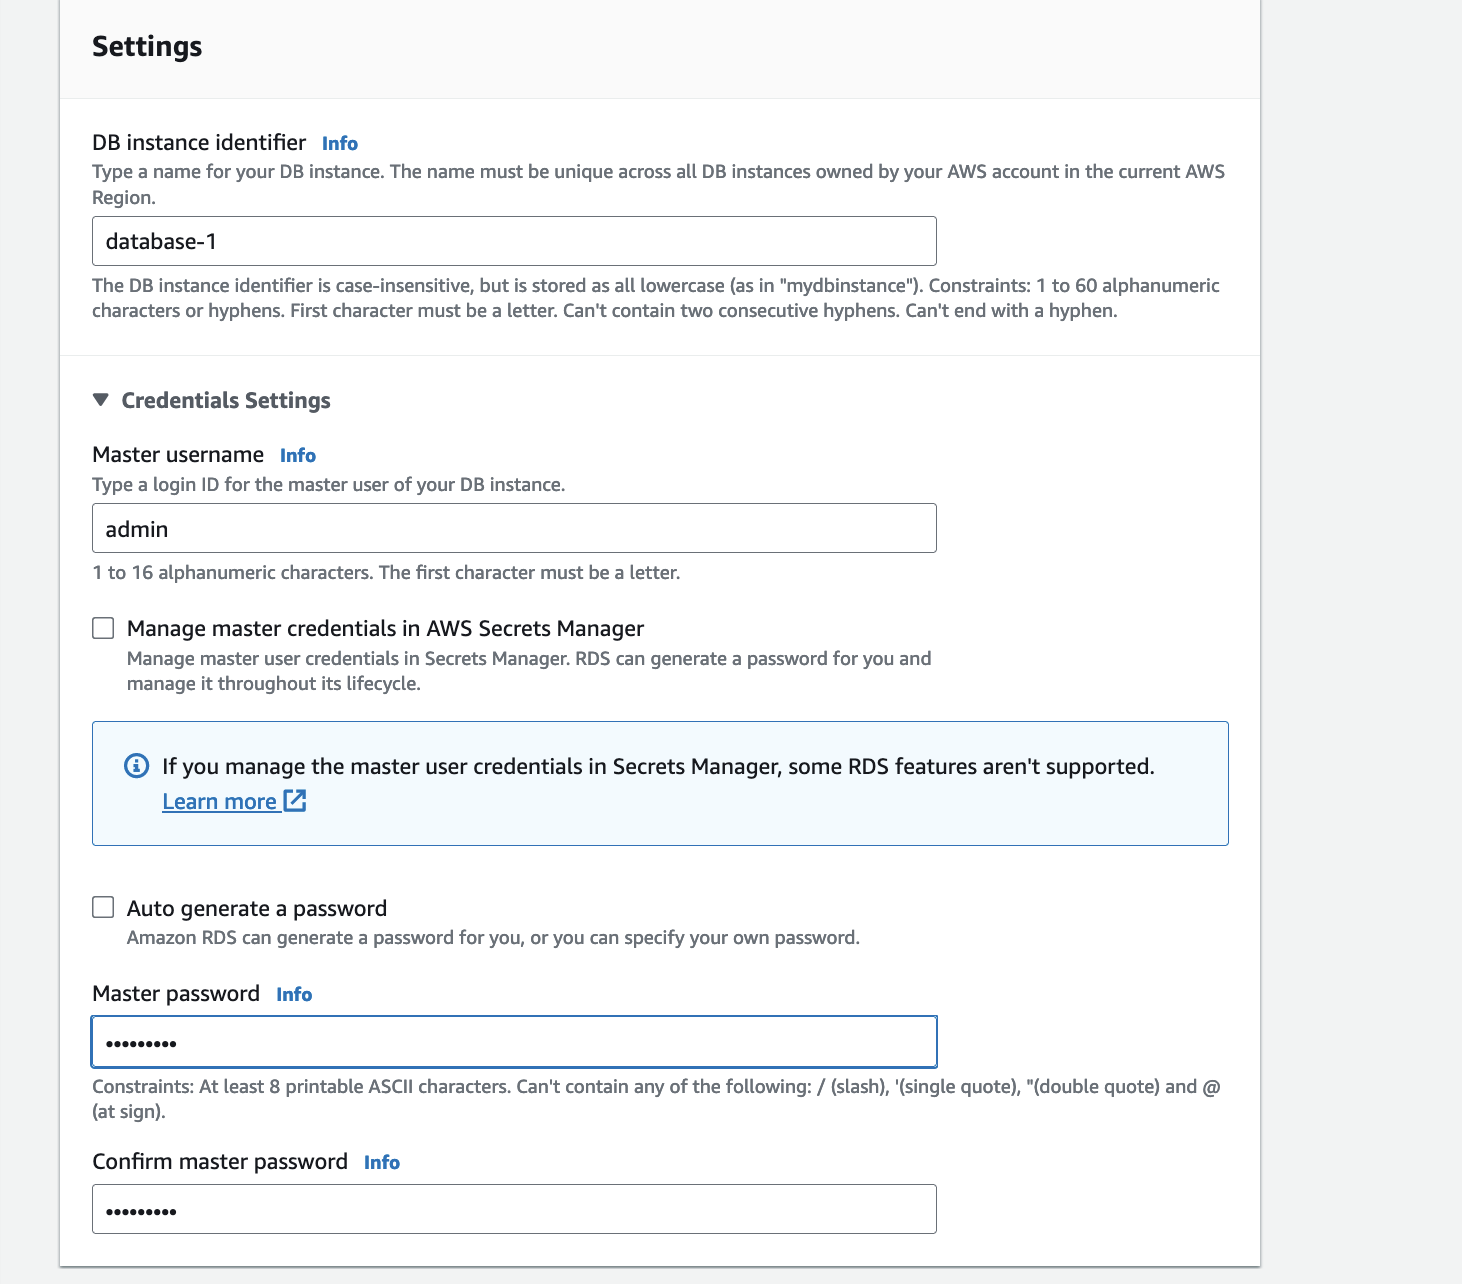 Settings
DB instance identifier Info
Type a name for your DB instance. The name must be unique across all DB instances owned by your AWS account in the current AWS
Region.
database-1
The DB instance identifier is case-insensitive, but is stored as all lowercase (as in "mydbinstance"). Constraints: 1 to 60 alphanumeric
characters or hyphens. First character must be a letter. Can't contain two consecutive hyphens. Can't end with a hyphen.
Credentials Settings
Master username Info
Type a login ID for the master user of your DB instance.
admin
1 to 16 alphanumeric characters. The first character must be a letter.
Manage master credentials in AWS Secrets Manager
Manage master user credentials in Secrets Manager. RDS can generate a password for you and
manage it throughout its lifecycle.
If you manage the master user credentials in Secrets Manager, some RDS features aren't supported.
Learn more
Auto generate a password
Amazon RDS can generate a password for you, or you can specify your own password.
Master password Info
•••••••••
Constraints: At least 8 printable ASCII characters. Can't contain any of the following: / (slash), '(single quote), "(double quote) and @
(at sign).
Confirm master password Info
•••••••••